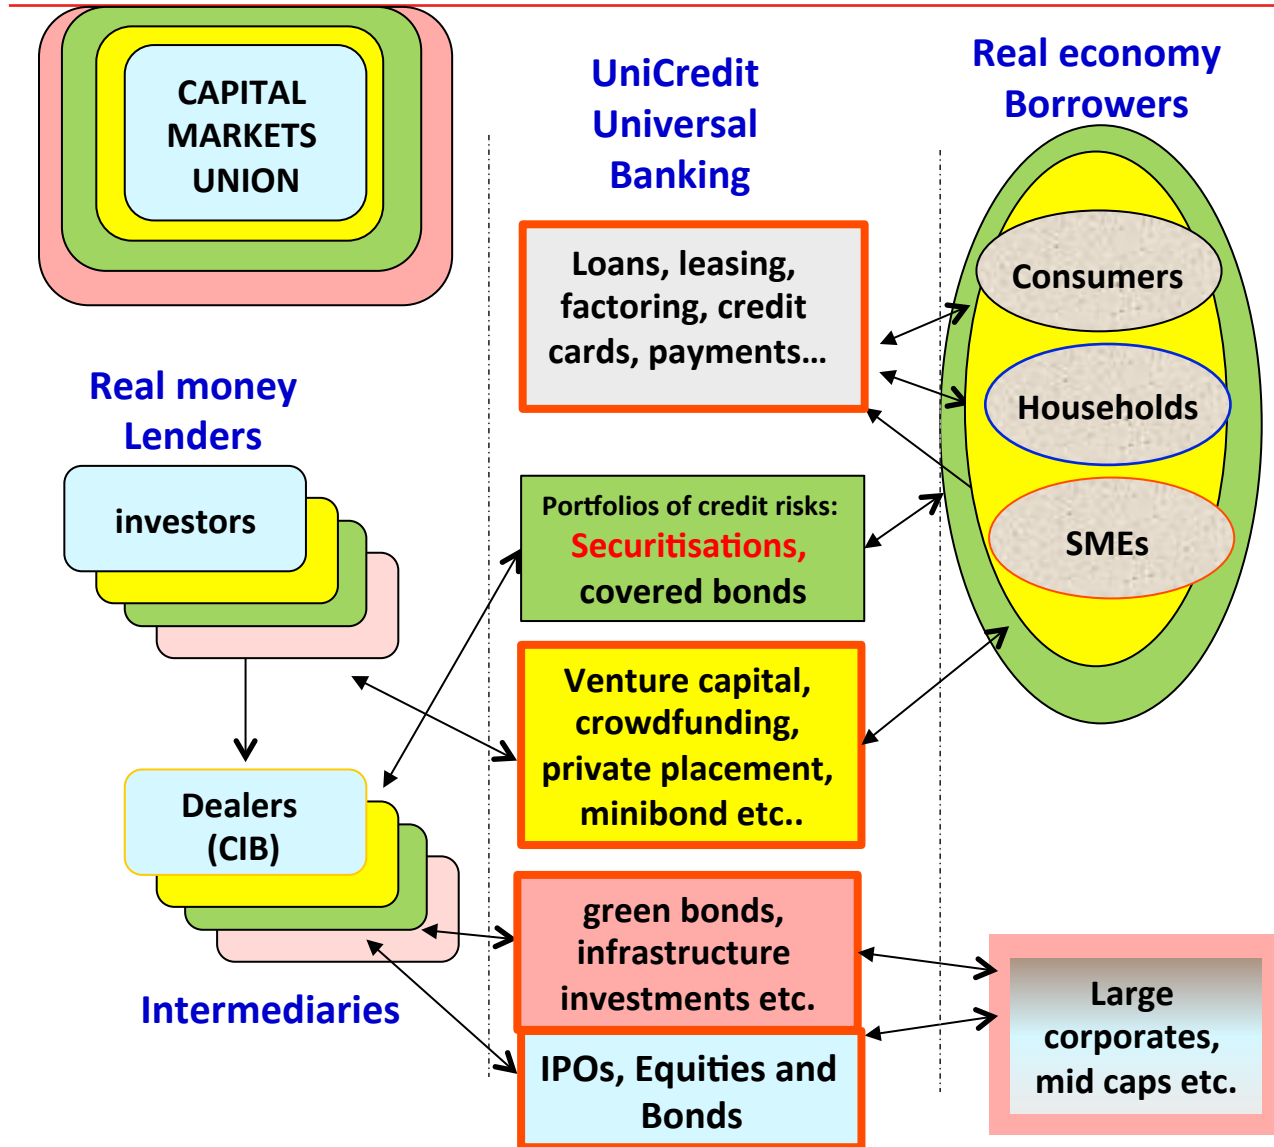 CAPITAL
MARKETS
UNION
UniCredit
Universal
Banking
Real economy
Borrowers
Loans, leasing,
factoring, credit
cards, payments…
Consumers
Households
SMEs
Real money
Lenders
investors
Portfolios of credit risks:
Securitisations,
covered bonds
Venture capital,
crowdfunding,
private placement,
minibond etc..
Dealers
(CIB)
Intermediaries
green bonds,
infrastructure
investments etc.
IPOs, Equities and
Bonds
Large
corporates,
mid caps etc.